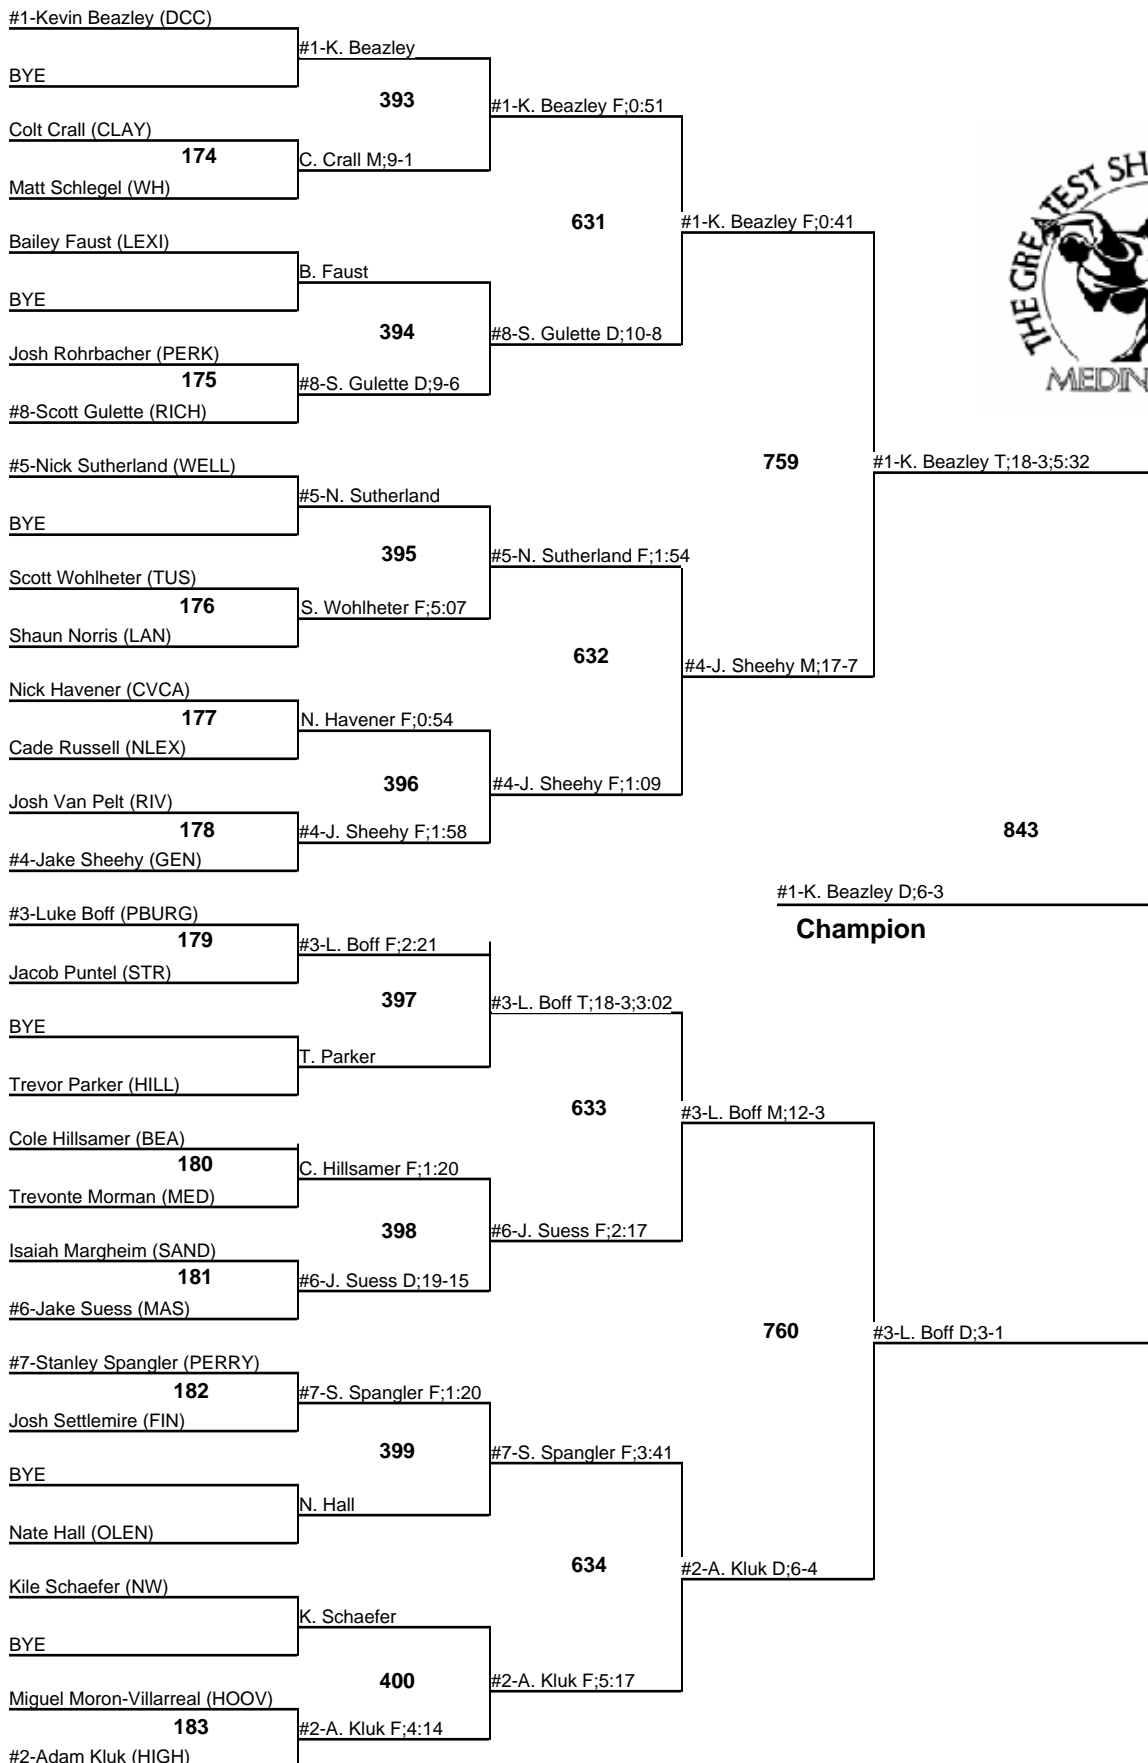 #1-Kevin Beazley (DCC)
#1-K. Beazley
BYE
393
#1-K. Beazley F;0:51
Colt Crall (CLAY)
174
C. Crall M;9-1
Matt Schlegel (WH)
631
#1-K. Beazley F;0:41
Bailey Faust (LEXI)
B. Faust
BYE
394
#8-S. Gulette D;10-8
Josh Rohrbacher (PERK)
175
#8-S. Gulette D;9-6
#8-Scott Gulette (RICH)
THE GREATEST SH
MEDIN
#5-Nick Sutherland (WELL)
759
#1-K. Beazley T;18-3;5:32
#5-N. Sutherland
BYE
395
#5-N. Sutherland F;1:54
Scott Wohlheter (TUS)
176
S. Wohlheter F;5:07
Shaun Norris (LAN)
632
#4-J. Sheehy M;17-7
Nick Havener (CVCA)
177
N. Havener F;0:54
Cade Russell (NLEX)
396
#4-J. Sheehy F;1:09
Josh Van Pelt (RIV)
178
#4-J. Sheehy F;1:58
843
#4-Jake Sheehy (GEN)
#1-K. Beazley D;6-3
Champion
#3-Luke Boff (PBURG)
179
#3-L. Boff F;2:21
Jacob Puntel (STR)
397
#3-L. Boff T;18-3;3:02
BYE
T. Parker
Trevor Parker (HILL)
633
#3-L. Boff M;12-3
Cole Hillsamer (BEA)
180
C. Hillsamer F;1:20
Trevonte Morman (MED)
398
#6-J. Suess F;2:17
Isaiah Margheim (SAND)
181
#6-J. Suess D;19-15
#6-Jake Suess (MAS)
760
#3-L. Boff D;3-1
#7-Stanley Spangler (PERRY)
182
#7-S. Spangler F;1:20
Josh Settlemire (FIN)
399
#7-S. Spangler F;3:41
BYE
N. Hall
Nate Hall (OLEN)
634
#2-A. Kluk D;6-4
Kile Schaefer (NW)
K. Schaefer
BYE
400
#2-A. Kluk F;5:17
Miguel Moron-Villarreal (HOOV)
183
#2-A. Kluk F;4:14
#2-Adam Kluk (HIGH)